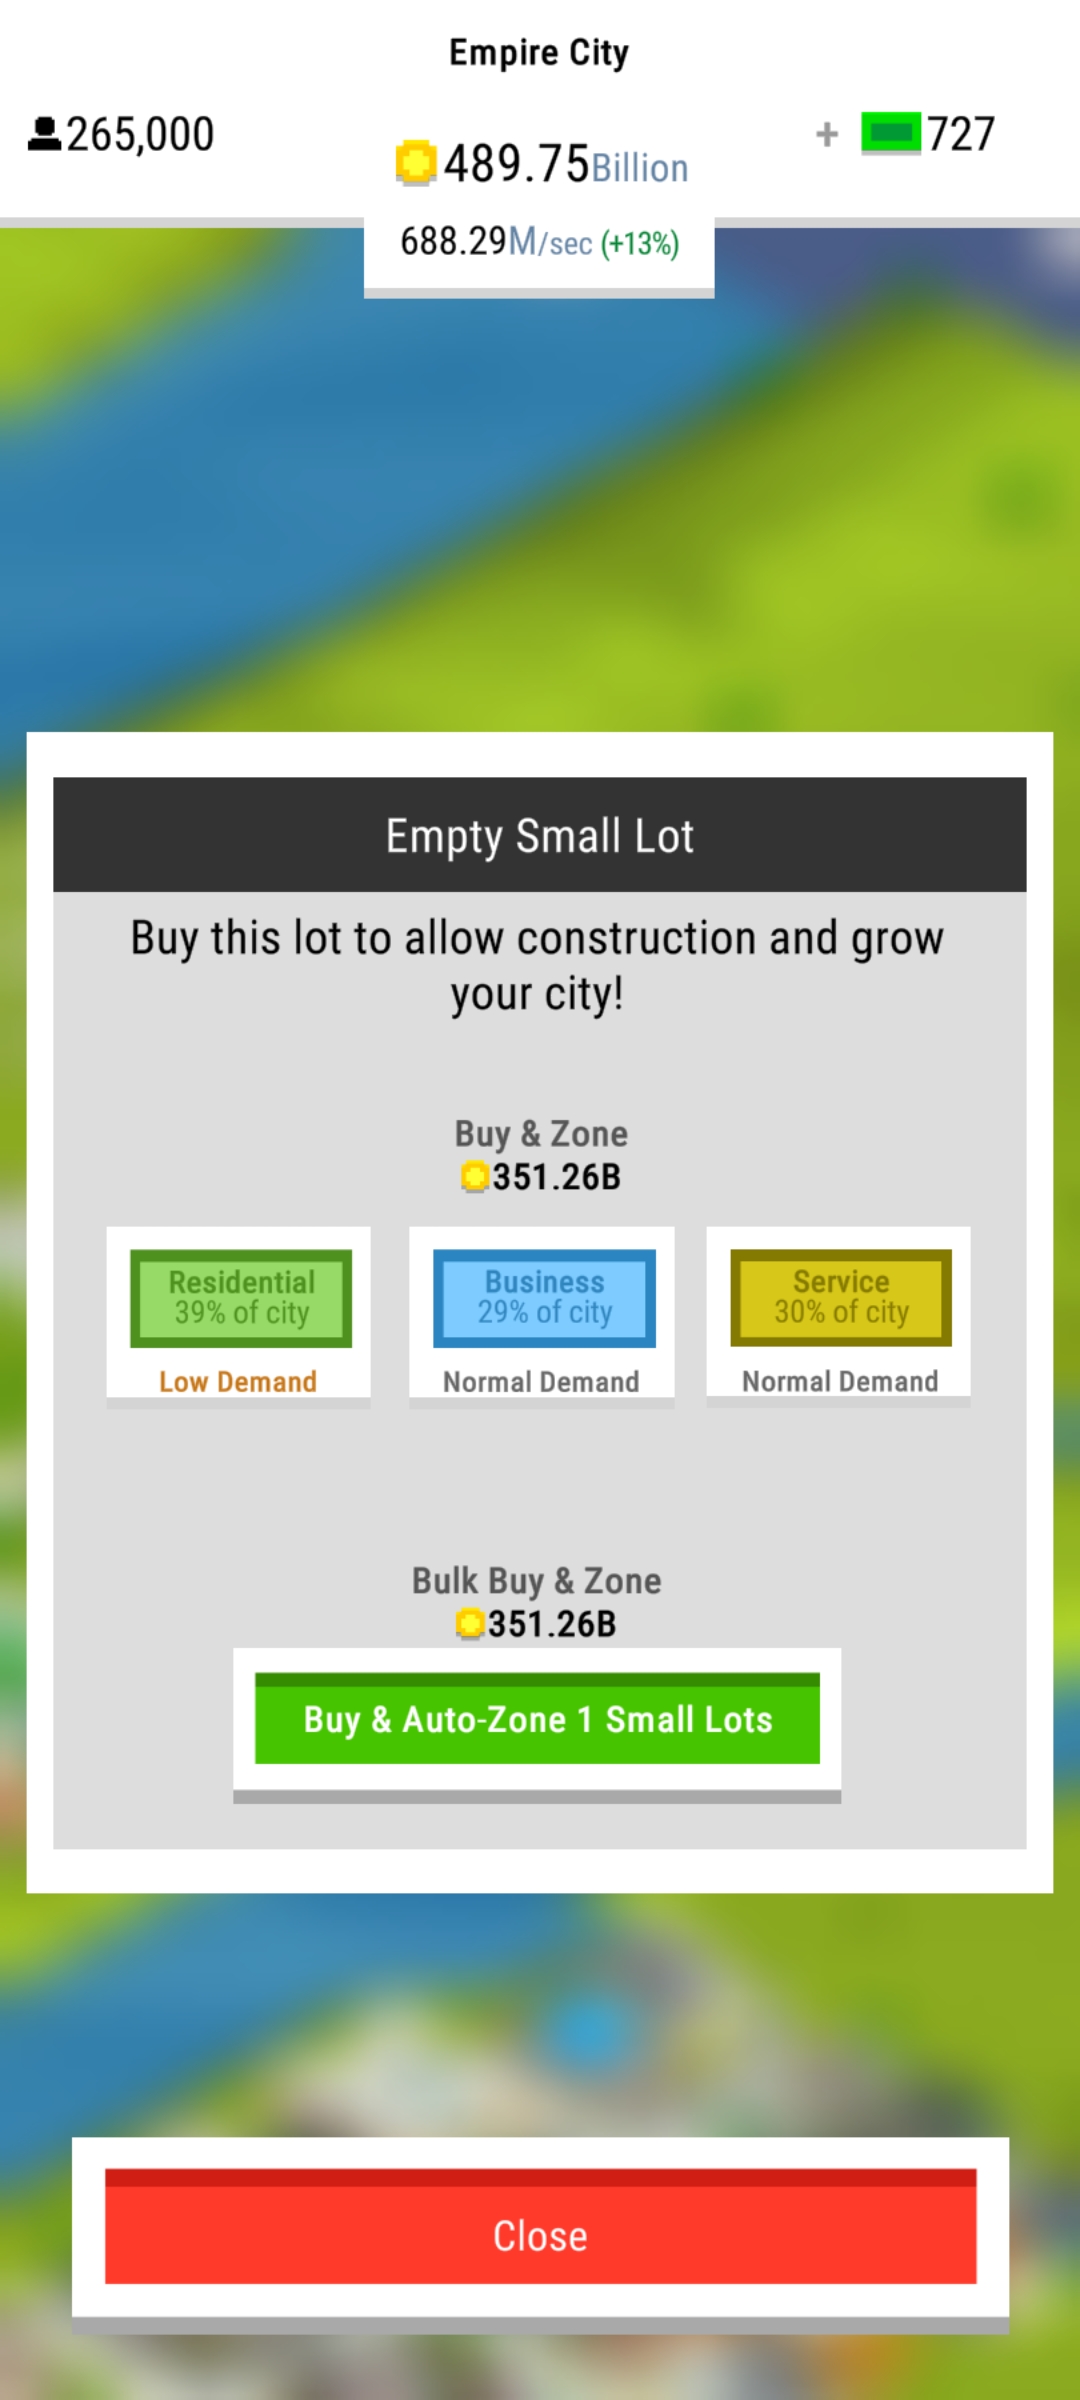 Empire City
265,000
489.75Billion
+ 727
688.29M/sec (+13%)
Empty Small Lot
Buy this lot to allow construction and grow
your city!
Buy & Zone
351.26B
Residential
39% of city
Low Demand
Business
29% of city
Normal Demand
Service
30% of city
Normal Demand
Bulk Buy & Zone
351.26B
Buy & Auto-Zone 1 Small Lots
Close